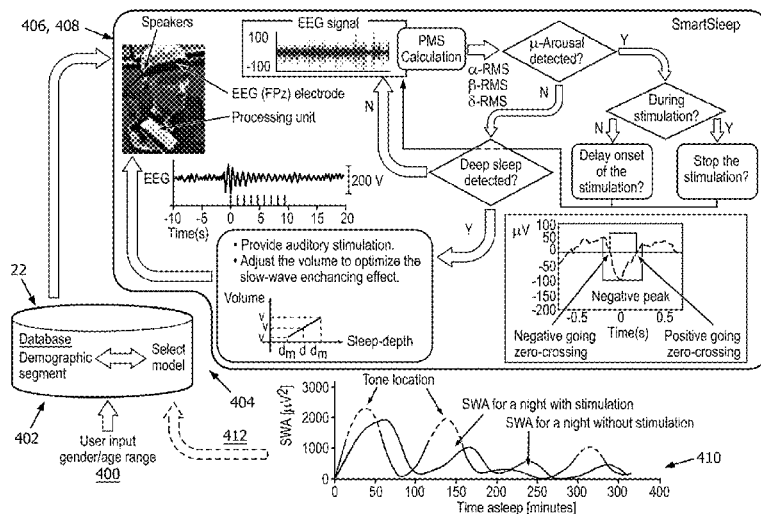 406, 408
Speakers
EEG signal
100
-100
EEG (FPz) electrode
Processing unit
PMS
Calculation
μ-Arousal
detected?
SmartSleep
Y
α-RMS
β-RMS
δ-RMS
N
N
During
stimulation?
N
Y
Deep sleep
detected?
Delay onset
of the
stimulation?
Stop the
stimulation?
EEG
200 V
-10 -5 0 5 10 15 20
Time(s)
Y
• Provide auditory stimulation.
• Adjust the volume to optimize the
slow-wave enchancing effect.
Volume
V
V
V
Sleep-depth
dm d dm
μV
100
50
0
-50
-100
-200
Negative peak
-0.5 0 0.5
Time(s)
Negative going
zero-crossing
Positive going
zero-crossing
22
Database
Demographic
segment
Select
model
402
404
User input
gender/age range
400
412
SWA [μV²]
3000
2000
1000
0
Tone location
SWA for a night with stimulation
SWA for a night without stimulation
410
0 50 100 150 200 250 300 350 400
Time asleep [minutes]